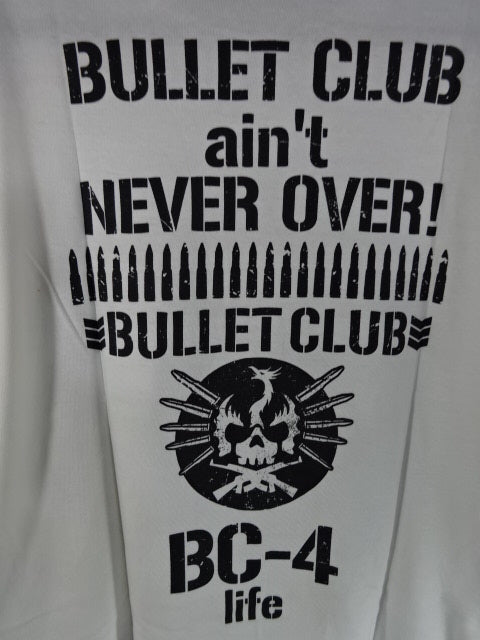 BULLET CLUB
ain't
NEVER OVER!
BULLET CLUB
BC-4
life